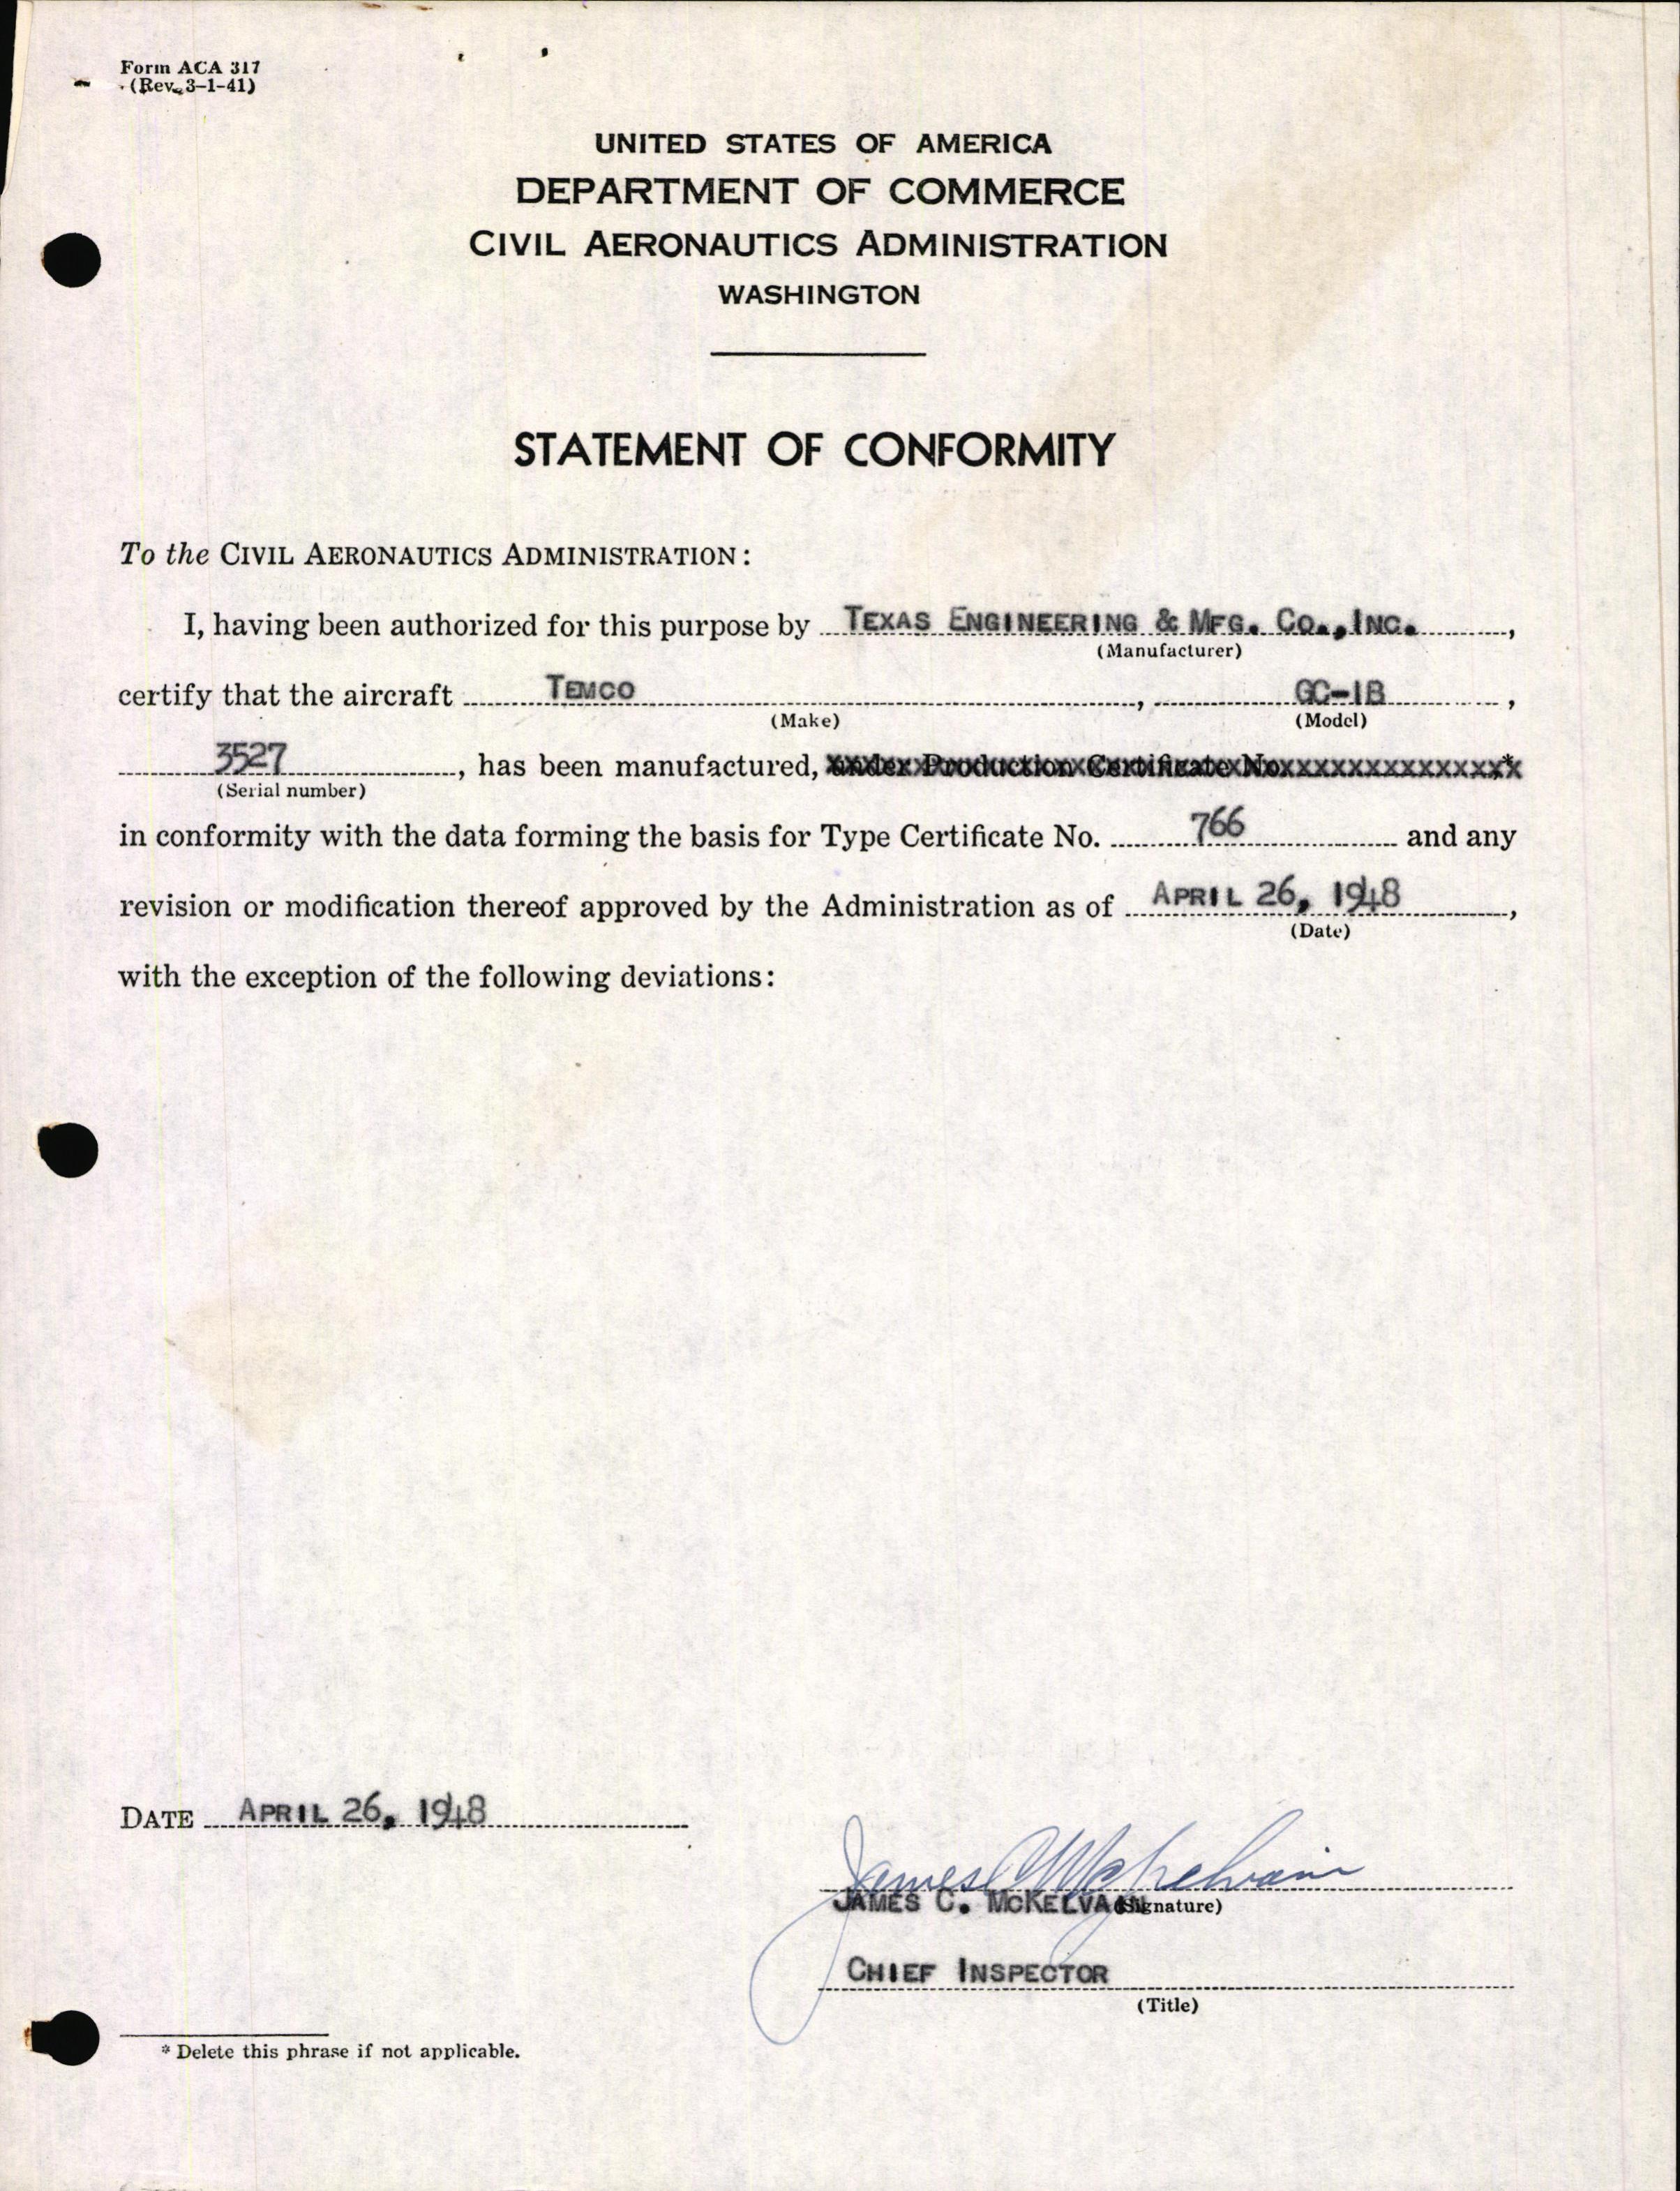 Form ACA 317
(Rev. 3-1-41)
UNITED STATES OF AMERICA
DEPARTMENT OF COMMERCE
CIVIL AERONAUTICS ADMINISTRATION
WASHINGTON
STATEMENT OF CONFORMITY
To the CIVIL AERONAUTICS ADMINISTRATION:
I, having been authorized for this purpose by TEXAS ENGINEERING & MFG. CO., INC. ,
(Manufacturer)
certify that the aircraft TEMCO , GC-1B ,
(Make) (Model)
3527 , has been manufactured, under Production Certificate No. *
(Serial number)
in conformity with the data forming the basis for Type Certificate No. 766 and any
revision or modification thereof approved by the Administration as of APRIL 26, 1948 ,
(Date)
with the exception of the following deviations:
DATE APRIL 26, 1948
James C McKelvain
JAMES C. MCKELVAIN (Signature)
CHIEF INSPECTOR
(Title)
* Delete this phrase if not applicable.